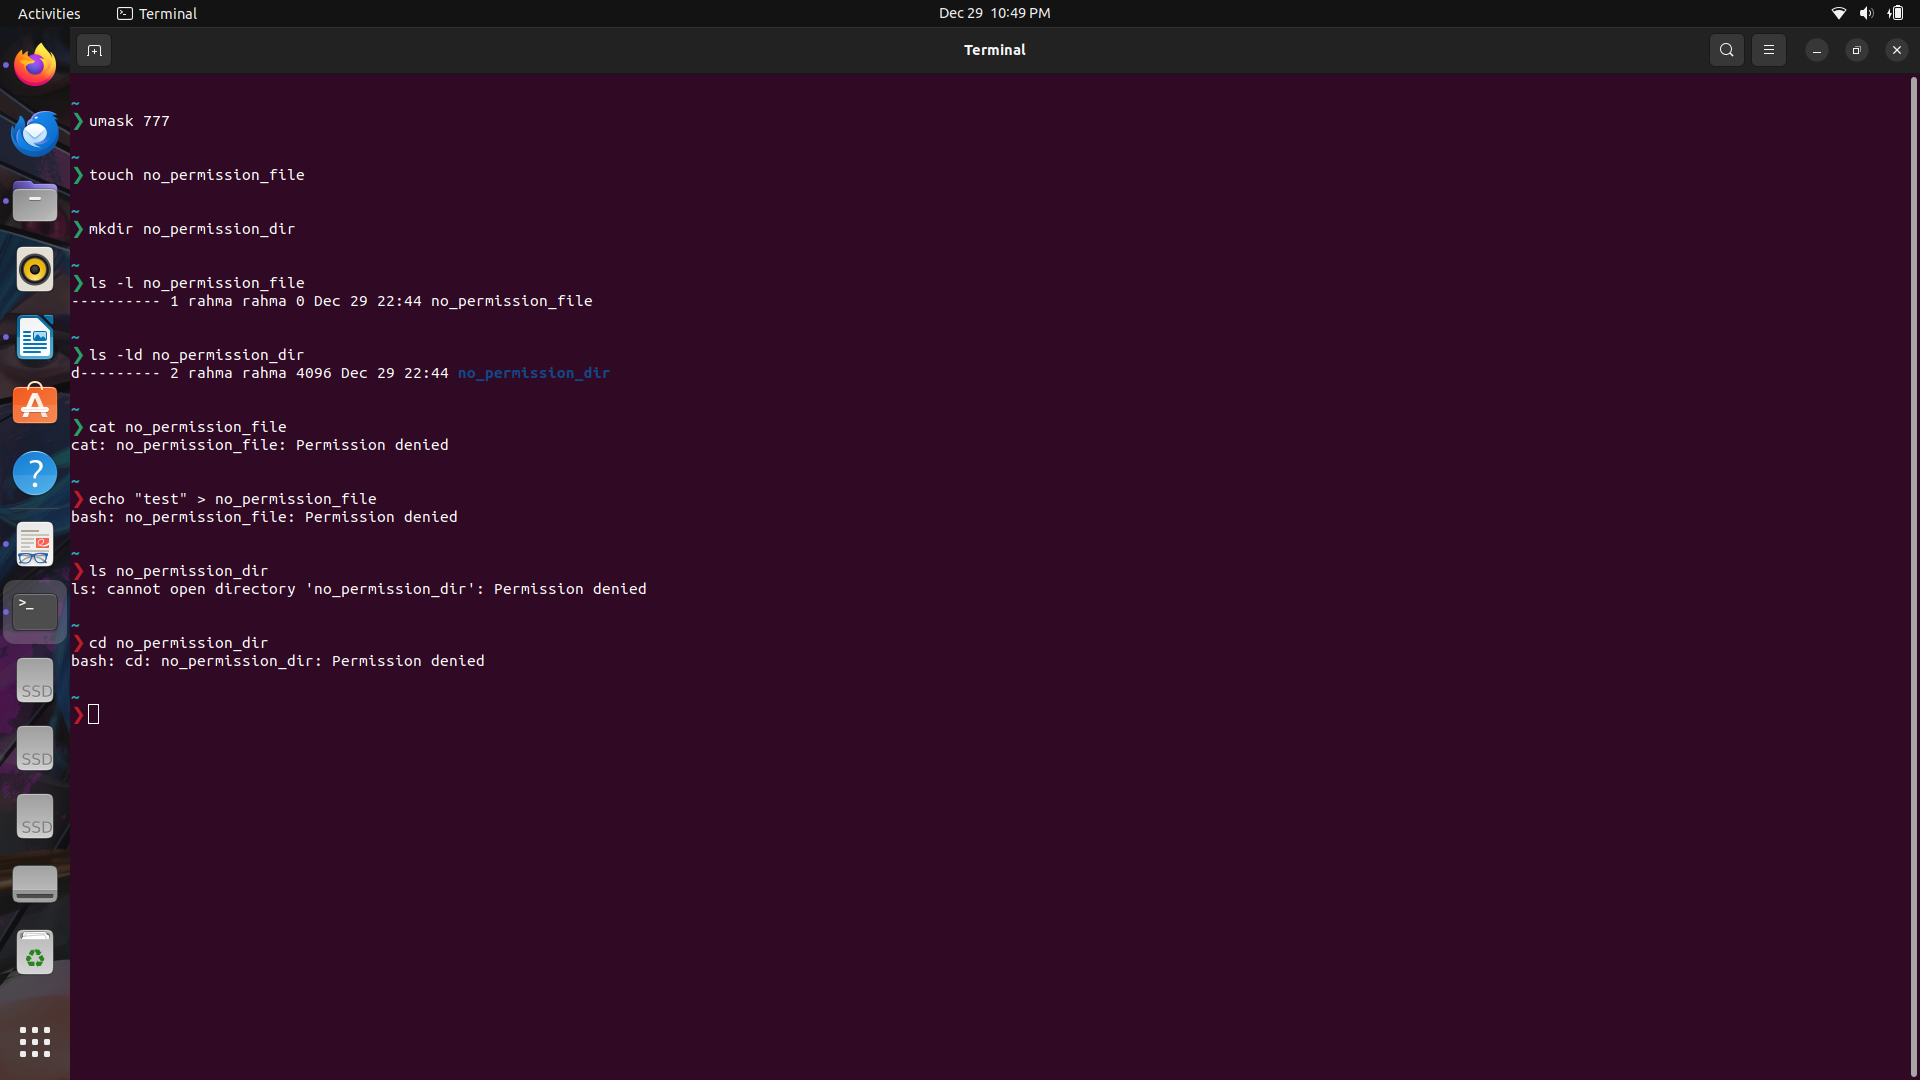 Activities
Terminal
Dec 29 10:49 PM
Terminal
~
❯ umask 777
~
❯ touch no_permission_file
~
❯ mkdir no_permission_dir
~
❯ ls -l no_permission_file
---------- 1 rahma rahma 0 Dec 29 22:44 no_permission_file
~
❯ ls -ld no_permission_dir
d--------- 2 rahma rahma 4096 Dec 29 22:44 no_permission_dir
~
❯ cat no_permission_file
cat: no_permission_file: Permission denied
~
❯ echo "test" > no_permission_file
bash: no_permission_file: Permission denied
~
❯ ls no_permission_dir
ls: cannot open directory 'no_permission_dir': Permission denied
~
❯ cd no_permission_dir
bash: cd: no_permission_dir: Permission denied
~
❯
?
>_
SSD
SSD
SSD